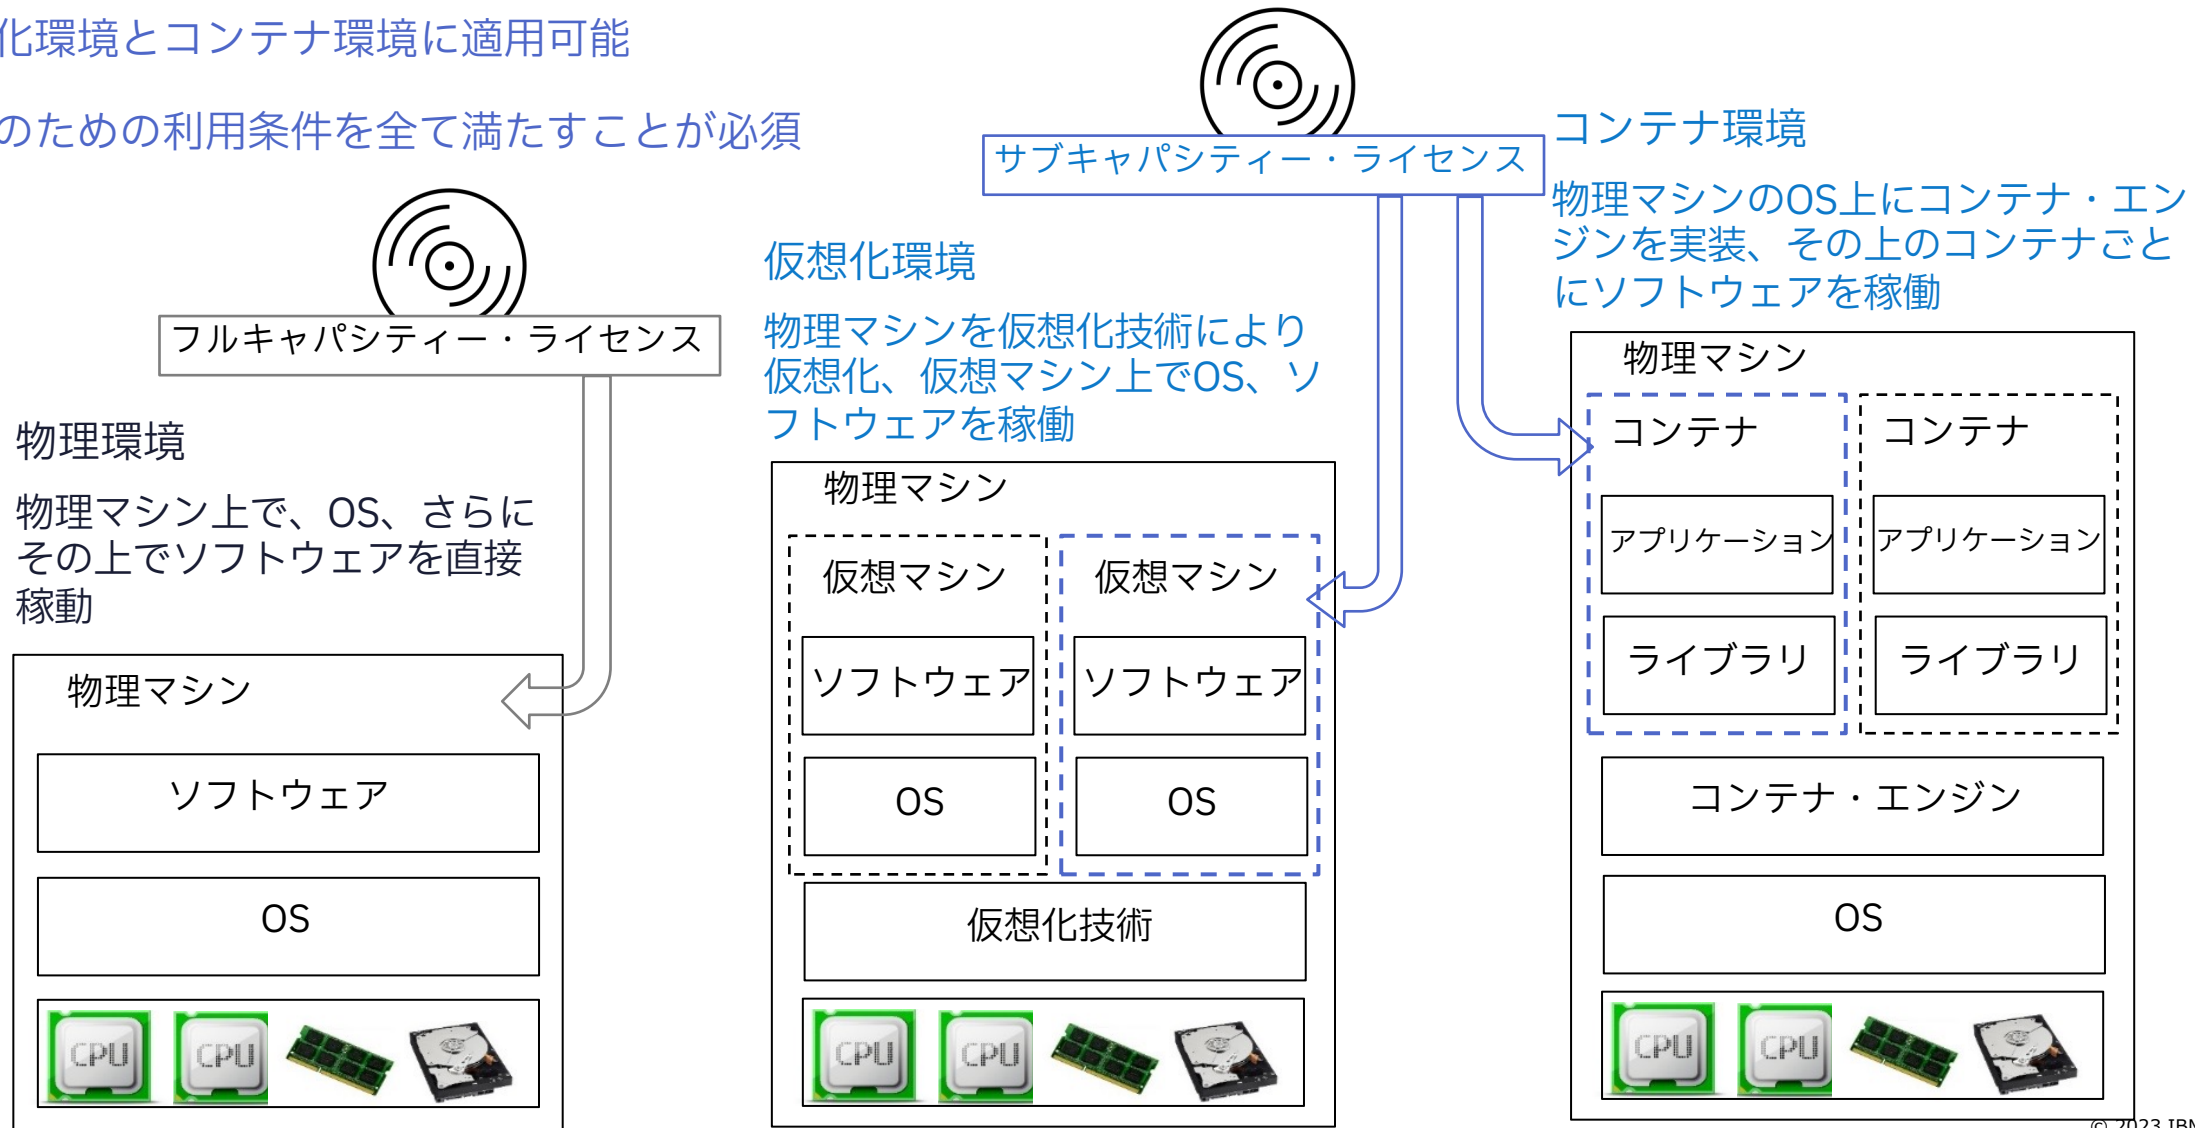 化環境とコンテナ環境に適用可能
のための利用条件を全て満たすことが必須
フルキャパシティー・ライセンス
物理環境
物理マシン上で、OS、さらに
その上でソフトウェアを直接
稼動
物理マシン
ソフトウェア
OS
CPU CPU
サブキャパシティー・ライセンス
仮想化環境
物理マシンを仮想化技術により
仮想化、仮想マシン上でOS、ソ
フトウェアを稼働
物理マシン
仮想マシン 仮想マシン
ソフトウェア ソフトウェア
OS OS
仮想化技術
CPU CPU
コンテナ環境
物理マシンのOS上にコンテナ・エン
ジンを実装、その上のコンテナごと
にソフトウェアを稼働
物理マシン
コンテナ コンテナ
アプリケーション アプリケーション
ライブラリ ライブラリ
コンテナ・エンジン
OS
CPU CPU
© 2023 IBM